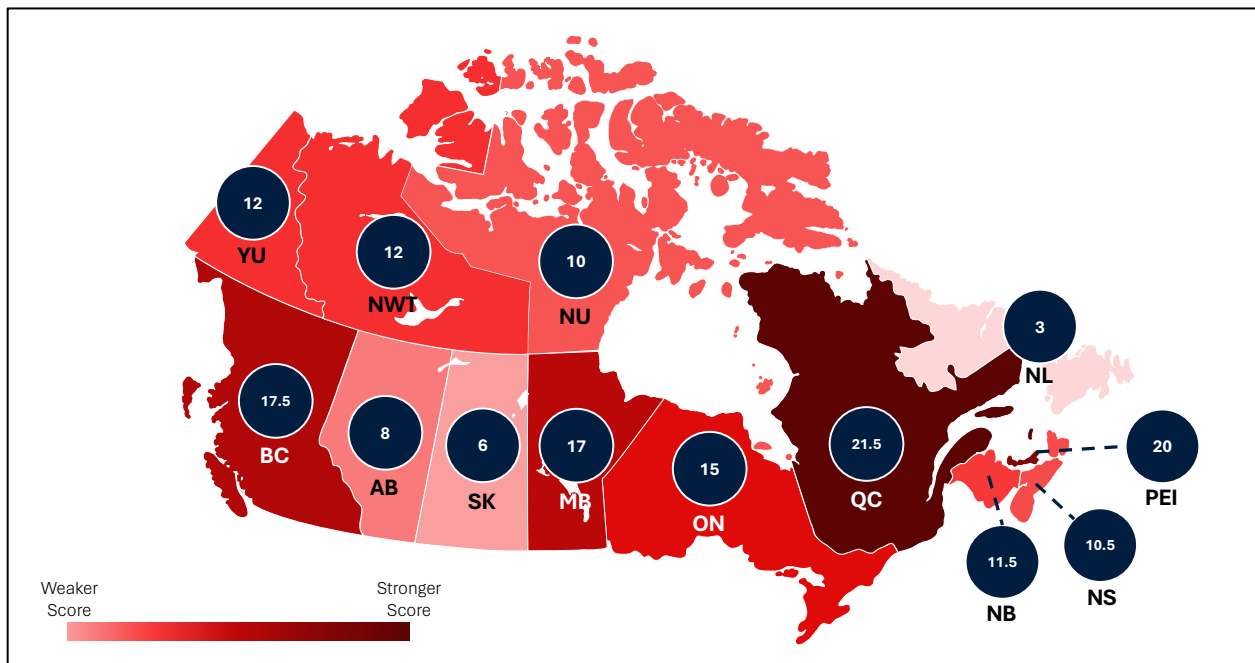 12
YU
12
NWT
10
NU
3
NL
17.5
BC
8
AB
6
SK
17
MB
15
ON
21.5
QC
20
PEI
11.5
NB
10.5
NS
Weaker
Score
Stronger
Score